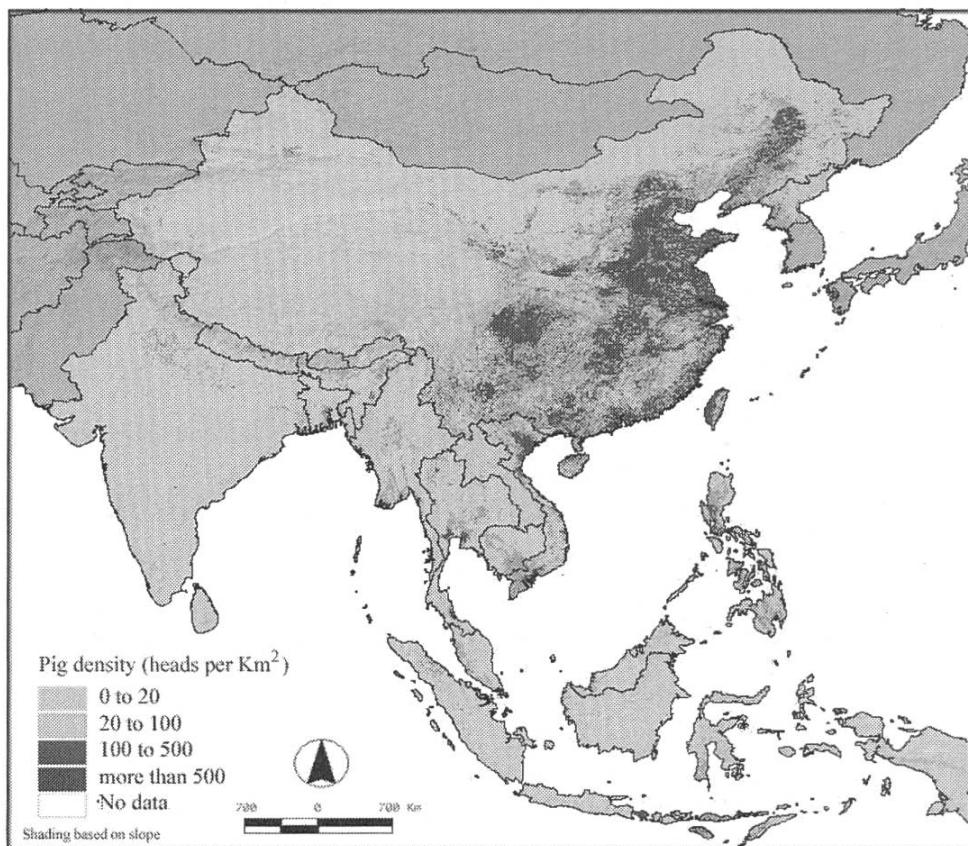 Pig density (heads per Km²)
0 to 20
20 to 100
100 to 500
more than 500
No data
700 0 700 Km
Shading based on slope